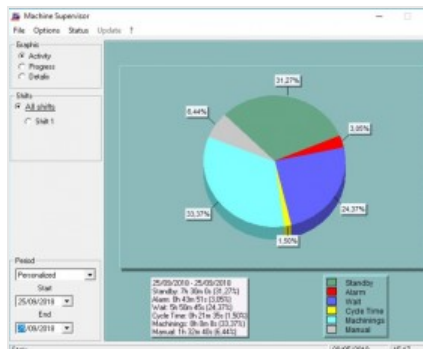 Machine Supervisor
File Options Status Update ?
Graphic
Activity
Progress
Details
Shifts
All shifts
Shift 1
31,27%
6,44%
3,05%
33,37%
24,37%
1,50%
Period
Personalized
Start
25/09/2018
End
/09/2018
25/09/2018 - 25/09/2018
Standby: 7h 30m 0s (31,27%)
Alarm: 0h 43m 51s (3,05%)
Wait: 5h 50m 45s (24,37%)
Cycle Time: 0h 21m 35s (1,50%)
Machinings: 8h 0m 0s (33,37%)
Manual: 1h 32m 40s (6,44%)
Standby
Alarm
Wait
Cycle Time
Machinings
Manual